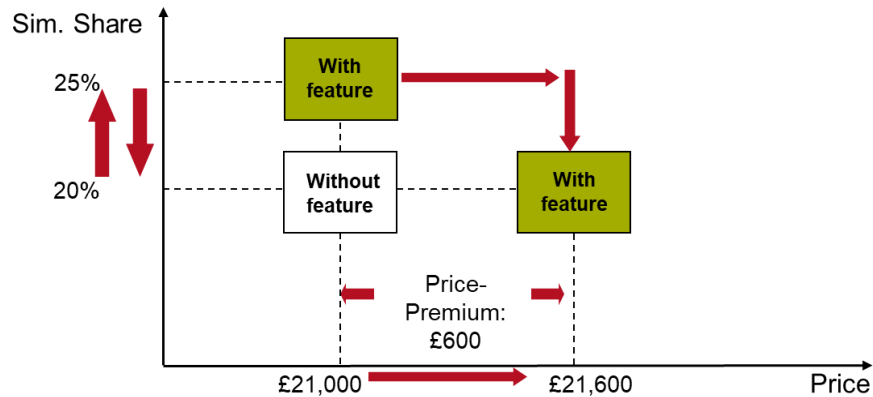 Sim. Share
25%
With
feature
20%
Without
feature
With
feature
Price-
Premium:
£600
£21,000
£21,600
Price